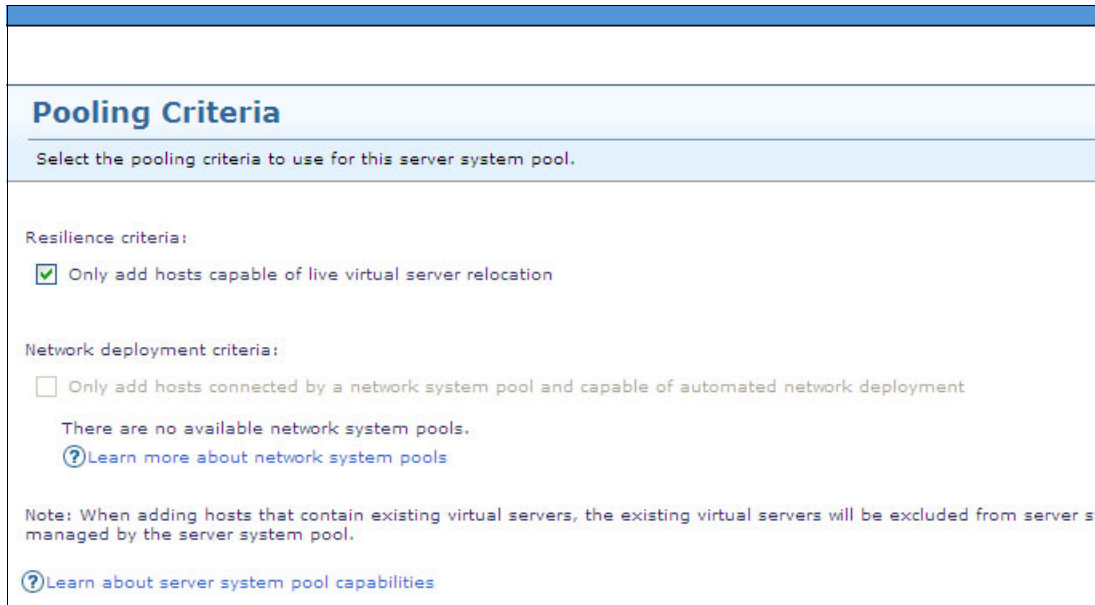 Pooling Criteria
Select the pooling criteria to use for this server system pool.
Resilience criteria:
Only add hosts capable of live virtual server relocation
Network deployment criteria:
Only add hosts connected by a network system pool and capable of automated network deployment
There are no available network system pools.
?Learn more about network system pools
Note: When adding hosts that contain existing virtual servers, the existing virtual servers will be excluded from server s
managed by the server system pool.
?Learn about server system pool capabilities